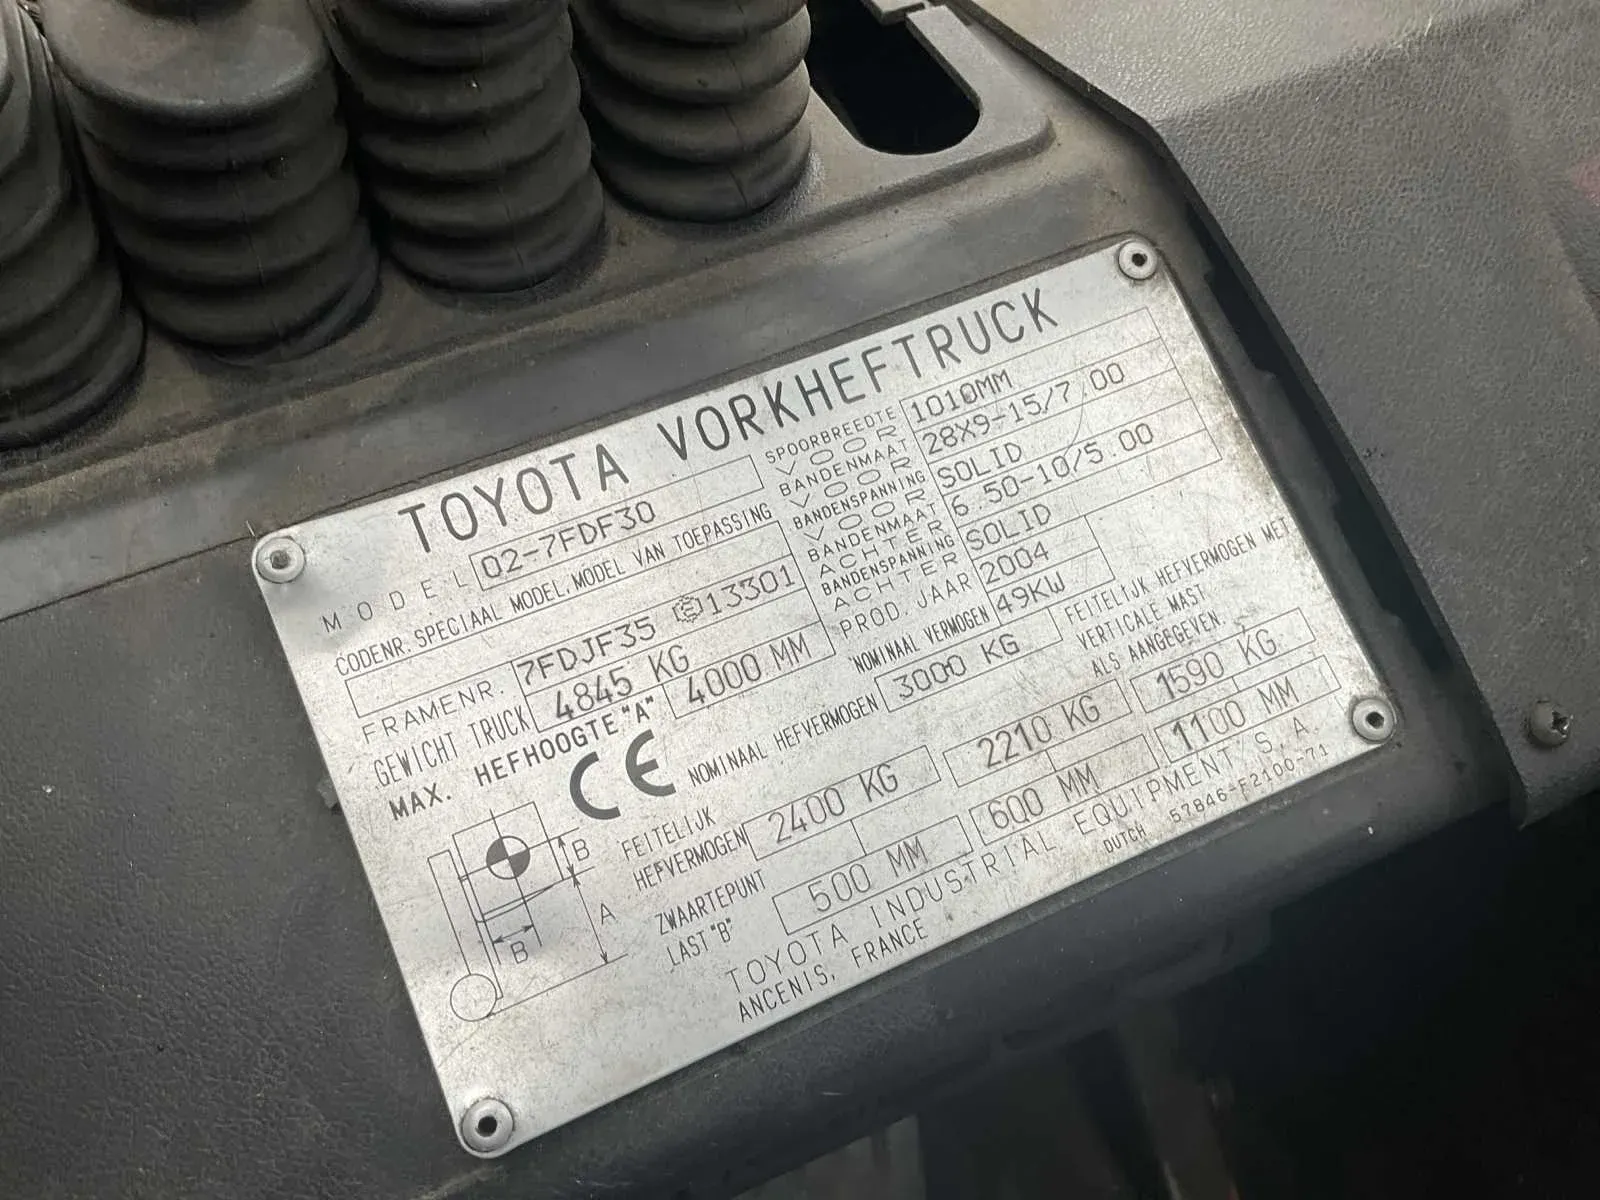 TOYOTA VORKHEFTRUCK
MODEL 02-7FDF30
CODENR. SPECIAAL MODEL, MODEL VAN TOEPASSING
FRAMENR. 7FDJF35 13301
GEWICHT TRUCK 4845 KG
MAX. HEFHOOGTE "A" 4000 MM
SPOORBREEDTE VOOR 1010MM
BANDENMAAT VOOR 28X9-15/7.00
BANDENSPANNING VOOR SOLID
BANDENMAAT ACHTER 6.50-10/5.00
BANDENSPANNING ACHTER SOLID
PROD. JAAR 2004
NOMINAAL VERMOGEN 49KW
CE
NOMINAAL HEFVERMOGEN 3000 KG
FEITELIJK HEFVERMOGEN MET
VERTICALE MAST
ALS AANGEGEVEN.
FEITELIJK
HEFVERMOGEN 2400 KG 2210 KG 1590 KG
ZWAARTEPUNT
LAST "B" 500 MM 600 MM 1100 MM
B
A
B
TOYOTA INDUSTRIAL EQUIPMENT, S.A.
ANCENIS, FRANCE
DUTCH 57846-F2100-71